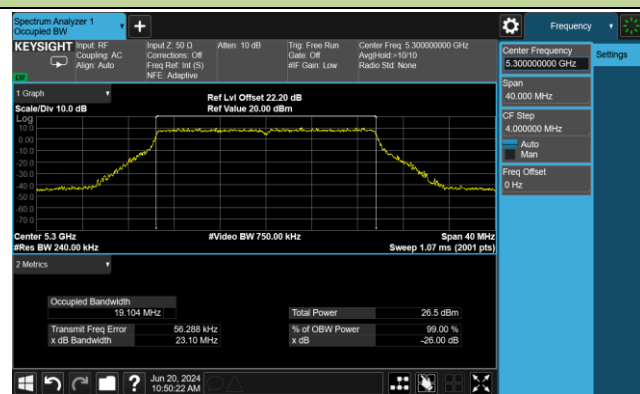 Spectrum Analyzer 1
Occupied BW
Frequency
KEYSIGHT
Input: RF
Coupling: AC
Align: Auto
Input Z: 50 Ω
Corrections: Off
Freq Ref: Int (S)
NFE: Adaptive
Atten: 10 dB
Trig: Free Run
Gate: Off
#IF Gain: Low
Center Freq: 5.300000000 GHz
Avg|Hold:>10/10
Radio Std: None
Center Frequency
5.300000000 GHz
Settings
Span
40.000 MHz
CF Step
4.000000 MHz
Auto
Man
Freq Offset
0 Hz
1 Graph
Scale/Div 10.0 dB
Ref Lvl Offset 22.20 dB
Ref Value 20.00 dBm
Log
10.0
0.00
-10.0
-20.0
-30.0
-40.0
-50.0
-60.0
-70.0
Center 5.3 GHz
#Video BW 750.00 kHz
Span 40 MHz
#Res BW 240.00 kHz
Sweep 1.07 ms (2001 pts)
2 Metrics
Occupied Bandwidth
19.104 MHz
Total Power 26.5 dBm
Transmit Freq Error 56.288 kHz
% of OBW Power 99.00 %
x dB Bandwidth 23.10 MHz
x dB -26.00 dB
?
Jun 20, 2024
10:50:22 AM